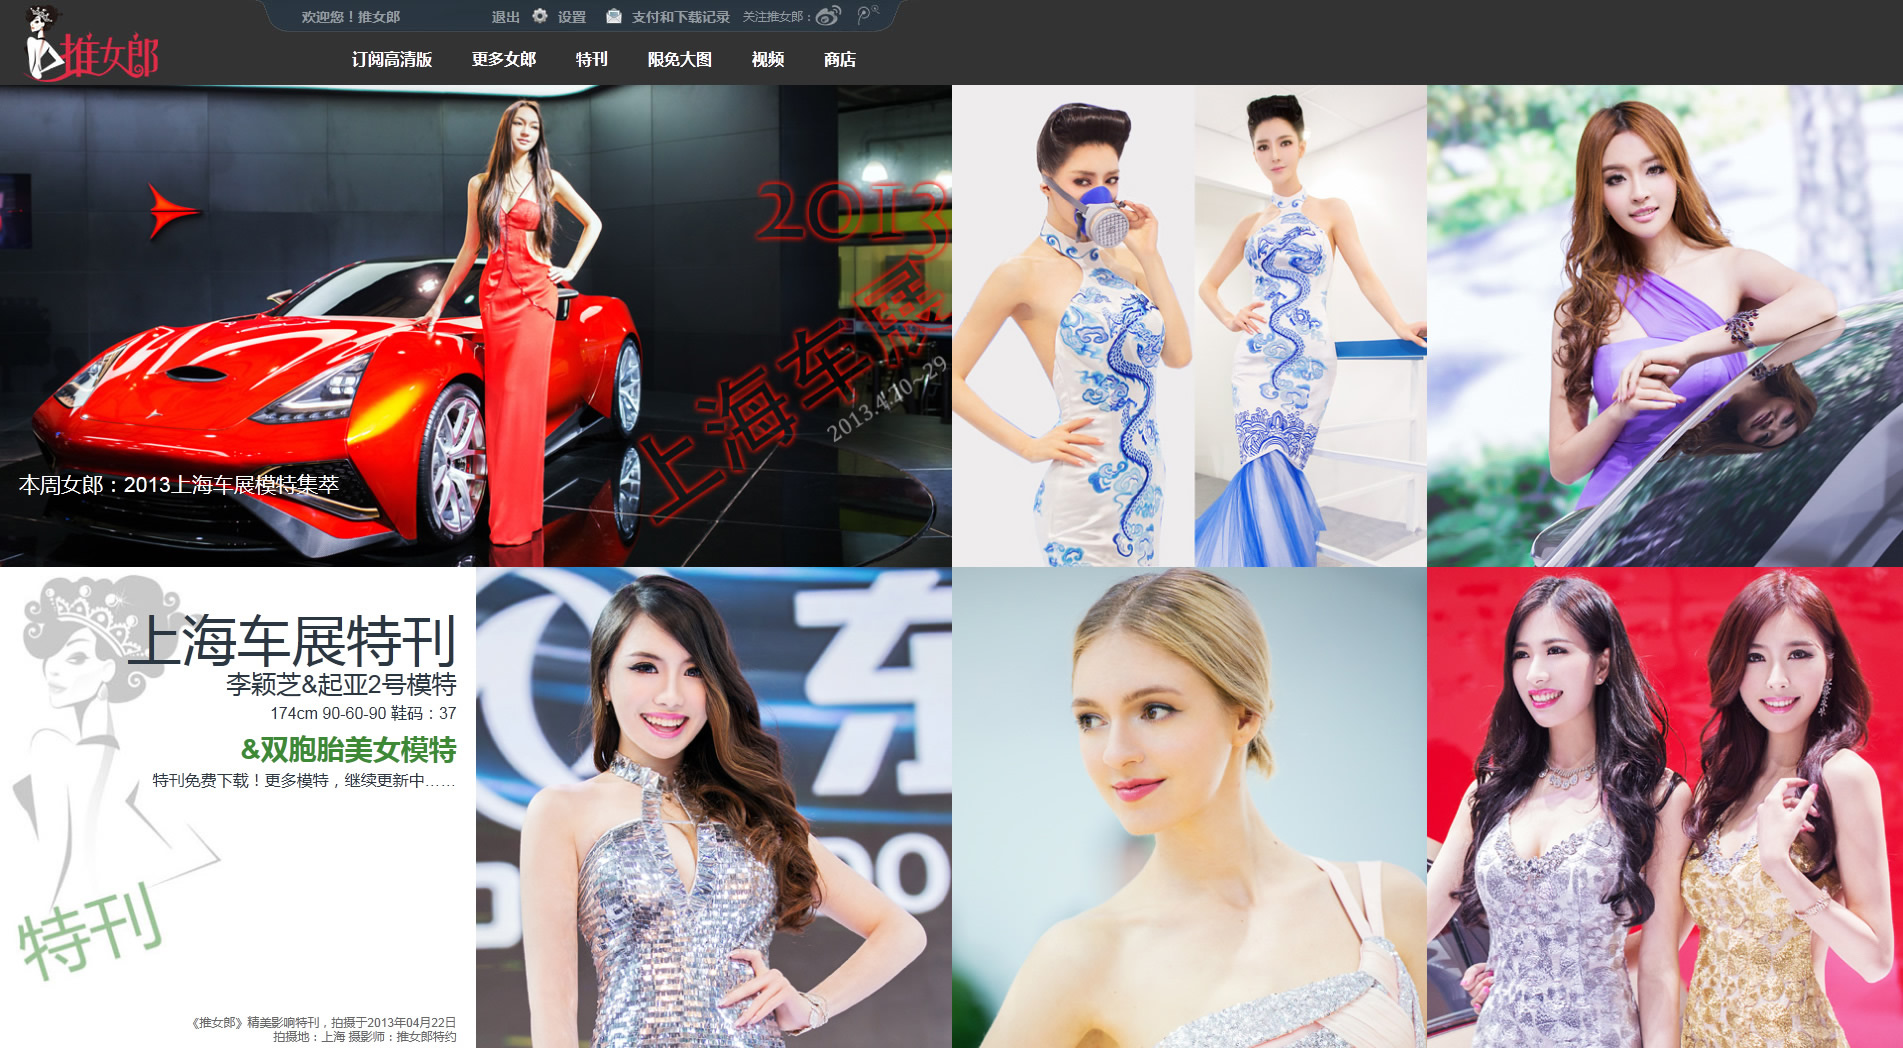 欢迎您！推女郎
退出 设置 支付和下载记录 关注推女郎：
推女郎
订阅高清版 更多女郎 特刊 限免大图 视频 商店
2013
上海车展
2013.4.20~29
本周女郎：2013上海车展模特集萃
上海车展特刊
李颖芝&起亚2号模特
174cm 90-60-90 鞋码：37
&双胞胎美女模特
特刊免费下载！更多模特，继续更新中……
特刊
《推女郎》精美影响特刊，拍摄于2013年04月22日
拍摄地：上海 摄影师：推女郎特约
东